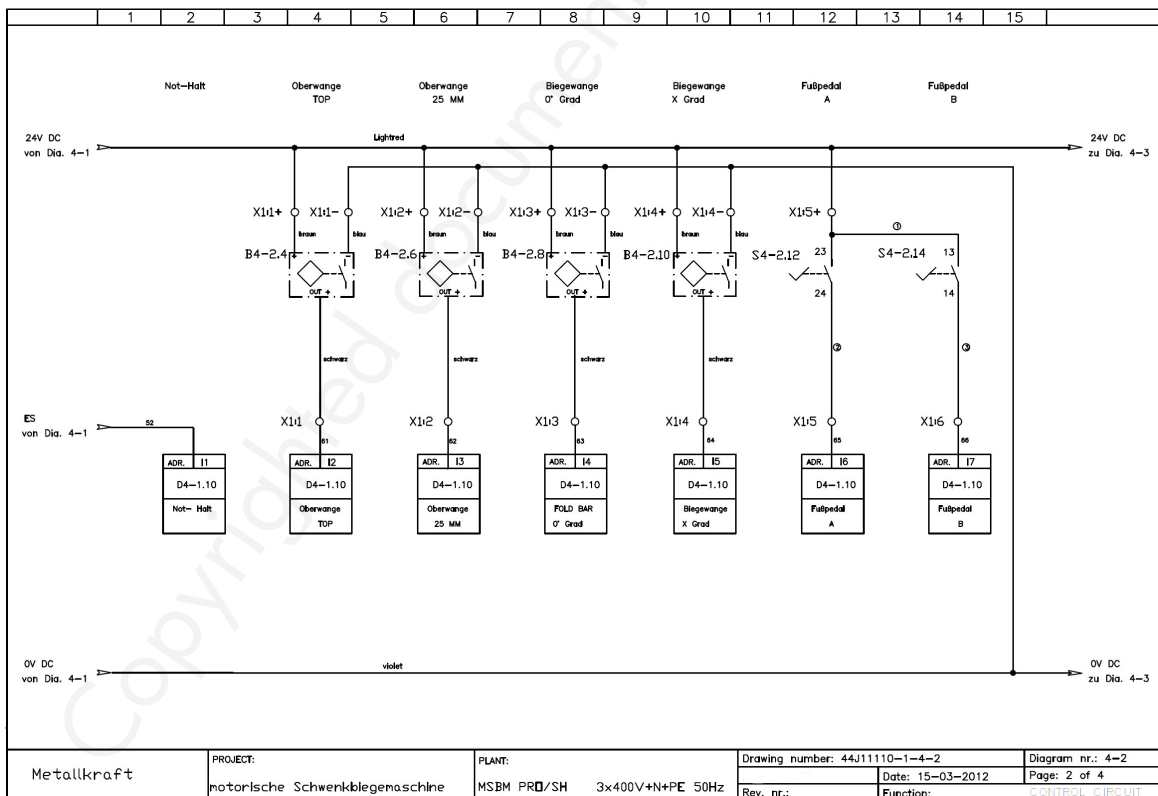 1 2 3 4 5 6 7 8 9 10 11 12 13 14 15
Not-Halt Oberwange Oberwange Biegewange Biegewange Fußpedal Fußpedal
TOP 25 MM 0° Grad X Grad A B
24V DC Lightred 24V DC
von Dia. 4-1 zu Dia. 4-3
X1:1+ X1:1- X1:2+ X1:2- X1:3+ X1:3- X1:4+ X1:4- X1:5+
①
braun blau braun blau braun blau braun blau
B4-2.4 B4-2.6 B4-2.8 B4-2.10 S4-2.12 23 S4-2.14 13
+ - + - + - + -
OUT + OUT + OUT + OUT + 24 14
schwarz schwarz schwarz schwarz ② ③
ES X1:1 X1:2 X1:3 X1:4 X1:5 X1:6
von Dia. 4-1 52
61 62 63 64 65 66
ADR. I1 ADR. I2 ADR. I3 ADR. I4 ADR. I5 ADR. I6 ADR. I7
D4-1.10 D4-1.10 D4-1.10 D4-1.10 D4-1.10 D4-1.10 D4-1.10
Not- Halt Oberwange Oberwange FOLD BAR Biegewange Fußpedal Fußpedal
TOP 25 MM 0° Grad X Grad A B
0V DC violet 0V DC
von Dia. 4-1 zu Dia. 4-3
Copyrighted document
Metallkraft
PROJECT:
motorische Schwenkbiegemaschine
PLANT:
MSBM PRO/SH 3x400V+N+PE 50Hz
Drawing number: 44J11110-1-4-2 Diagram nr.: 4-2
Date: 15-03-2012 Page: 2 of 4
Rev. nr.: Function: CONTROL CIRCUIT